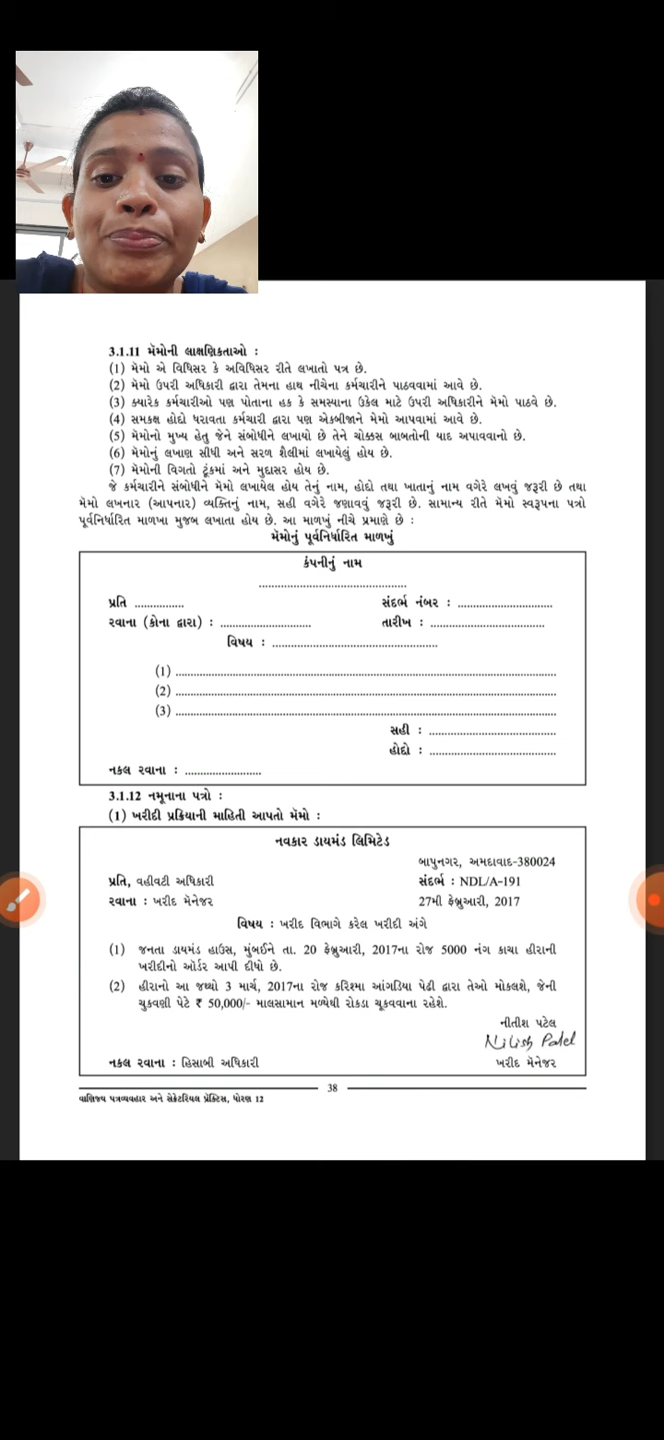 3.1.11 મૅમોની લાક્ષણિકતાઓ :
(1) મૅમો એ વિધિસર કે અવિધિસર રીતે લખાતો પત્ર છે.
(2) મૅમો ઉપરી અધિકારી દ્વારા તેમના હાથ નીચેના કર્મચારીને પાઠવવામાં આવે છે.
(3) ક્યારેક કર્મચારીઓ પણ પોતાના હક કે સમસ્યાના ઉકેલ માટે ઉપરી અધિકારીને મૅમો પાઠવે છે.
(4) સમકક્ષ હોદ્દો ધરાવતા કર્મચારી દ્વારા પણ એકબીજાને મેમો આપવામાં આવે છે.
(5) મૅમોનો મુખ્ય હેતુ જેને સંબોધીને લખાયો છે તેને ચોક્કસ બાબતોની યાદ અપાવવાનો છે.
(6) મૅમોનું લખાણ સીધી અને સરળ શૈલીમાં લખાયેલું હોય છે.
(7) મૅમોની વિગતો ટૂંકમાં અને મુદ્દાસર હોય છે.
જે કર્મચારીને સંબોધીને મૅમો લખાયેલ હોય તેનું નામ, હોદ્દો તથા ખાતાનું નામ વગેરે લખવું જરૂરી છે તથા
મૅમો લખનાર (આપનાર) વ્યક્તિનું નામ, સહી વગેરે જણાવવું જરૂરી છે. સામાન્ય રીતે મૅમો સ્વરૂપના પત્રો
પૂર્વનિર્ધારિત માળખા મુજબ લખાતા હોય છે. આ માળખું નીચે પ્રમાણે છે :
મૅમોનું પૂર્વનિર્ધારિત માળખું
કંપનીનું નામ
.........................................
પ્રતિ ................ સંદર્ભ નંબર : ............................
રવાના (કોના દ્વારા) : ........................... તારીખ : .................................
વિષય : ................................................
(1) ................................................................
(2) ................................................................
(3) ................................................................
સહી : .....................................
હોદ્દો : .....................................
નકલ રવાના : ........................
3.1.12 નમૂનાના પત્રો :
(1) ખરીદી પ્રક્રિયાની માહિતી આપતો મૅમો :
નવકાર ડાયમંડ લિમિટેડ
બાપુનગર, અમદાવાદ-380024
પ્રતિ, વહીવટી અધિકારી સંદર્ભ : NDL/A-191
રવાના : ખરીદ મૅનેજર 27મી ફેબ્રુઆરી, 2017
વિષય : ખરીદ વિભાગે કરેલ ખરીદી અંગે
(1) જનતા ડાયમંડ હાઉસ, મુંબઈને તા. 20 ફેબ્રુઆરી, 2017ના રોજ 5000 નંગ કાચા હીરાની
ખરીદીનો ઑર્ડર આપી દીધો છે.
(2) હીરાનો આ જથ્થો 3 માર્ચ, 2017ના રોજ કરિશ્મા આંગડિયા પેઢી દ્વારા તેઓ મોકલશે, જેની
ચુકવણી પેટે ₹ 50,000/- માલસામાન મળ્યેથી રોકડા ચૂકવવાના રહેશે.
નીતીશ પટેલ
Nitish Patel
નકલ રવાના : હિસાબી અધિકારી ખરીદ મૅનેજર
38
વાણિજ્ય પત્રવ્યવહાર અને સેક્રેટરિયલ પ્રૅક્ટિસ, ધોરણ 12